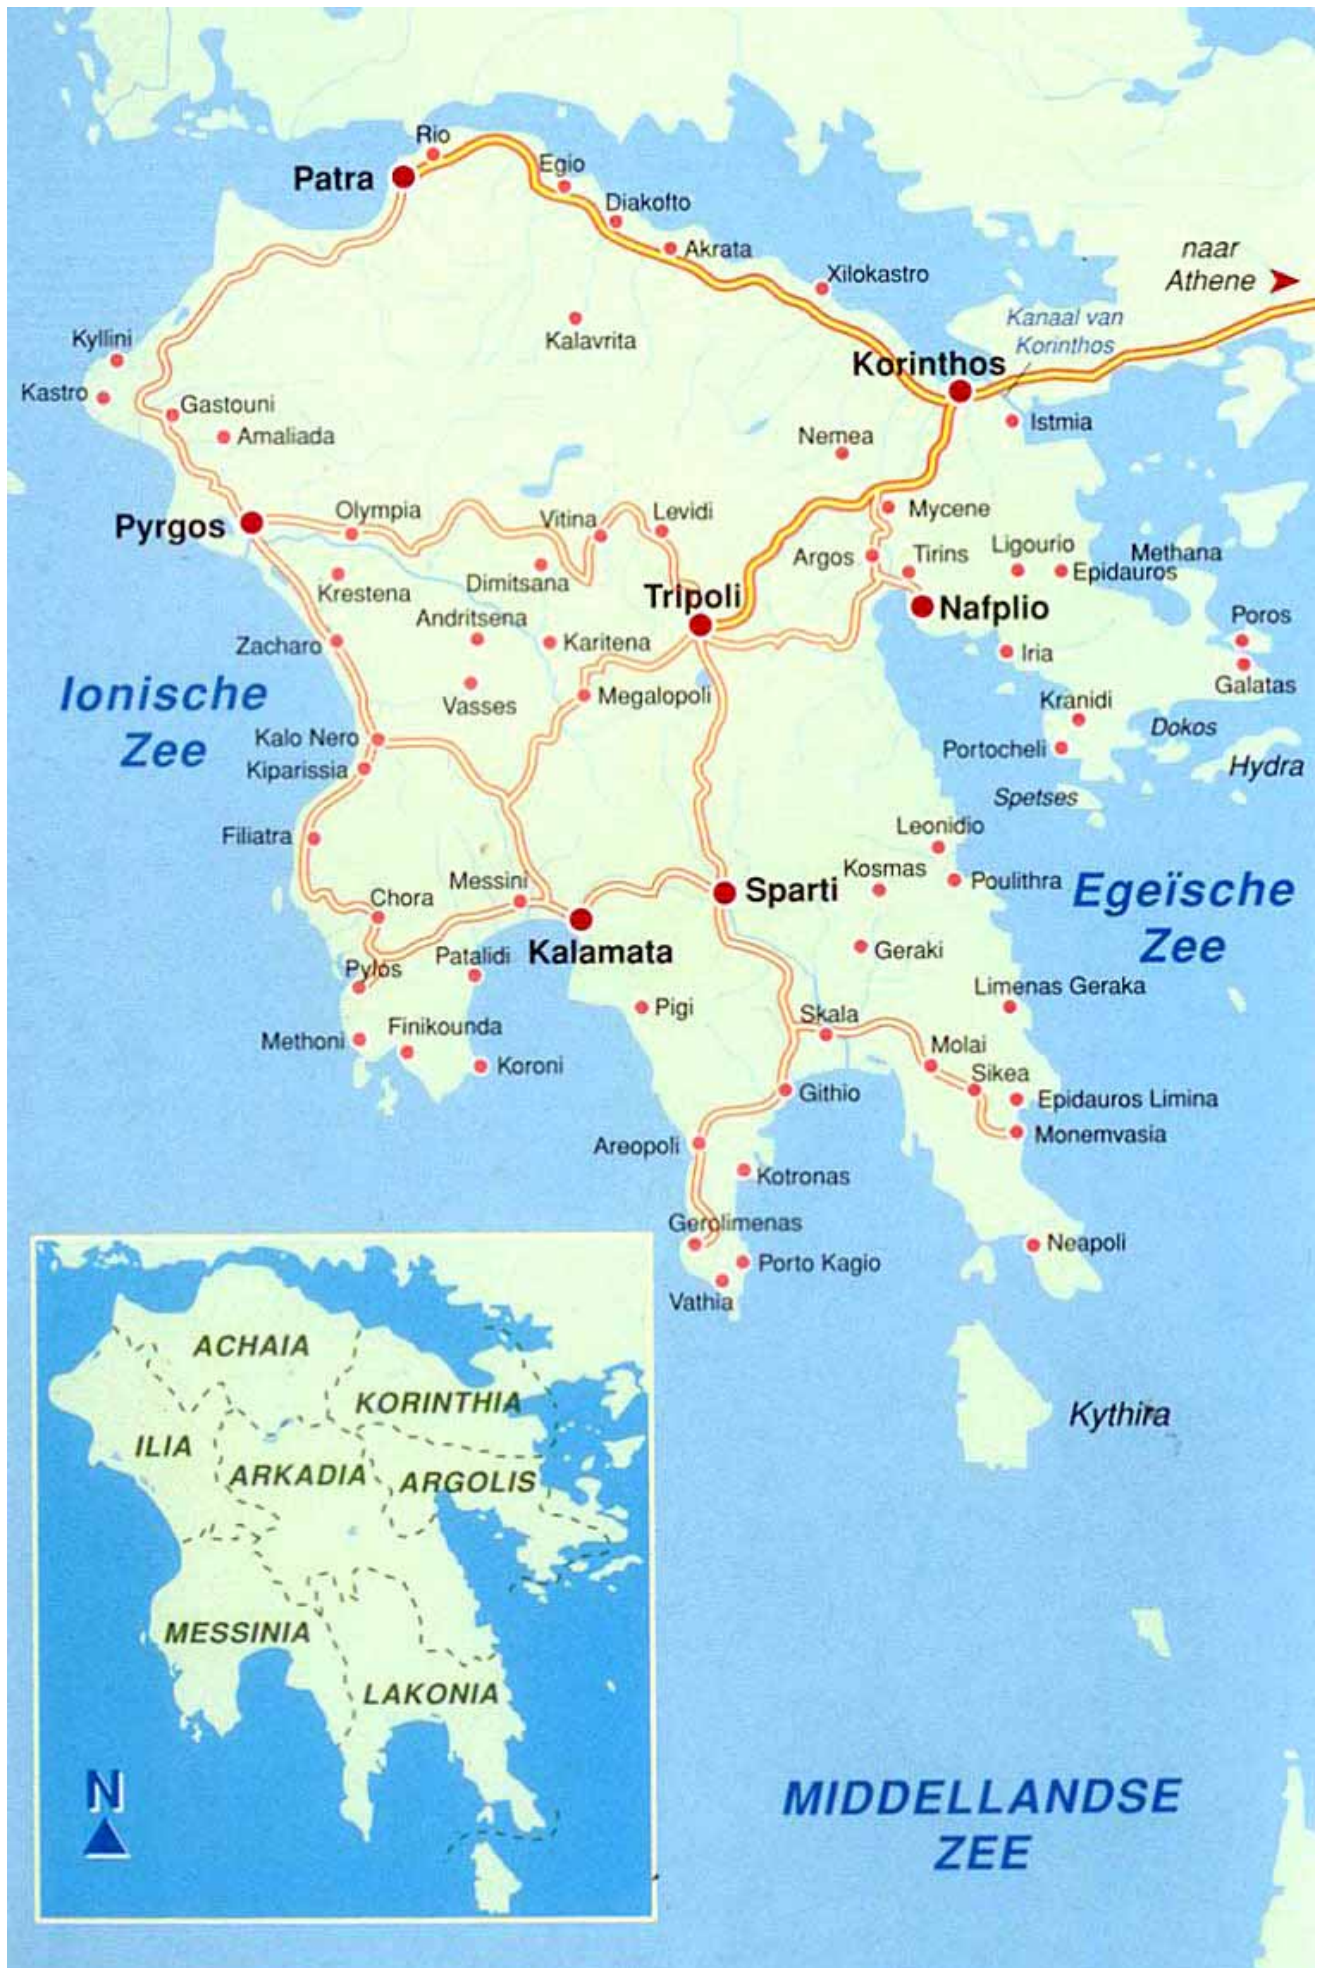 Rio
Patra
Egio
Diakofto
Akrata
naar
Athene
Xilokastro
Kanaal van
Korinthos
Kyllini
Kalavrita
Korinthos
Kastro
Gastouni
Amaliada
Nemea
Istmia
Pyrgos
Olympia
Vitina
Levidi
Mycene
Argos
Tirins
Ligourio
Methana
Epidauros
Krestena
Dimitsana
Tripoli
Nafplio
Andritsena
Poros
Zacharo
Karitena
Iria
Ionische
Zee
Vasses
Megalopoli
Galatas
Kranidi
Dokos
Kalo Nero
Portocheli
Hydra
Kiparissia
Spetses
Filiatra
Leonidio
Messini
Kosmas
Poulithra
Sparti
Egeïsche
Zee
Chora
Kalamata
Patalidi
Pylos
Geraki
Limenas Geraka
Pigi
Skala
Finikounda
Methoni
Molai
Koroni
Sikea
Githio
Epidauros Limina
Areopoli
Monemvasia
Kotronas
Gerolimenas
Neapoli
Porto Kagio
Vathia
Kythira
ACHAIA
KORINTHIA
ILIA
ARKADIA
ARGOLIS
MESSINIA
LAKONIA
N
MIDDELLANDSE
ZEE